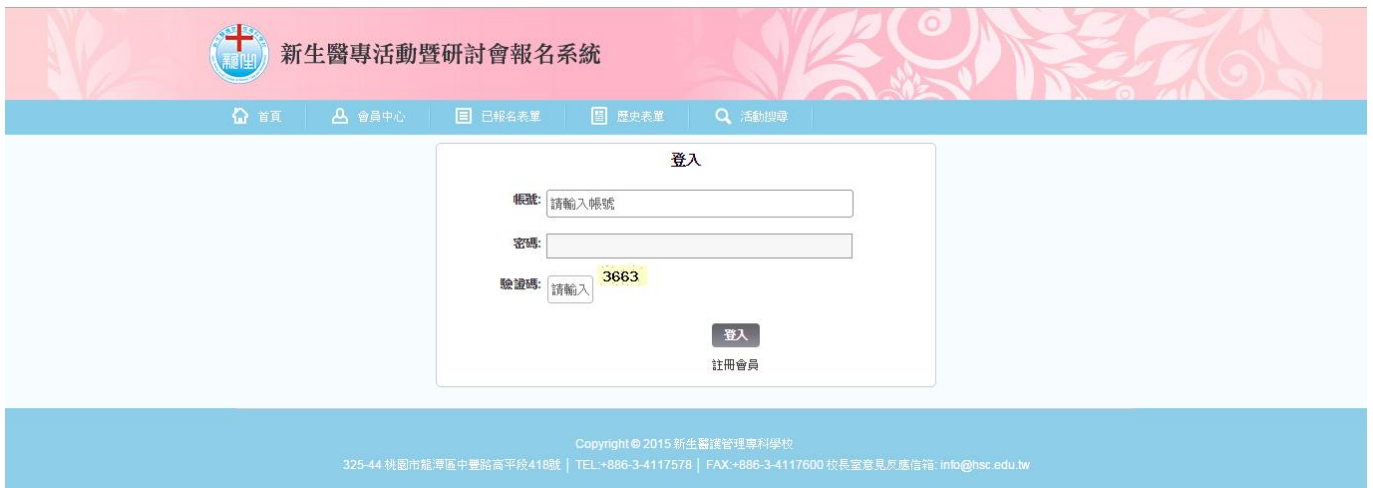 新生醫專活動暨研討會報名系統
首頁 會員中心 已報名表單 歷史表單 活動搜尋
登入
帳號: 請輸入帳號
密碼:
驗證碼: 請輸入 3663
登入
註冊會員
Copyright © 2015 新生醫護管理專科學校
325-44 桃園市龍潭區中豐路高平段418號 │ TEL:+886-3-4117578 │ FAX:+886-3-4117600 校長室意見反應信箱: info@hsc.edu.tw